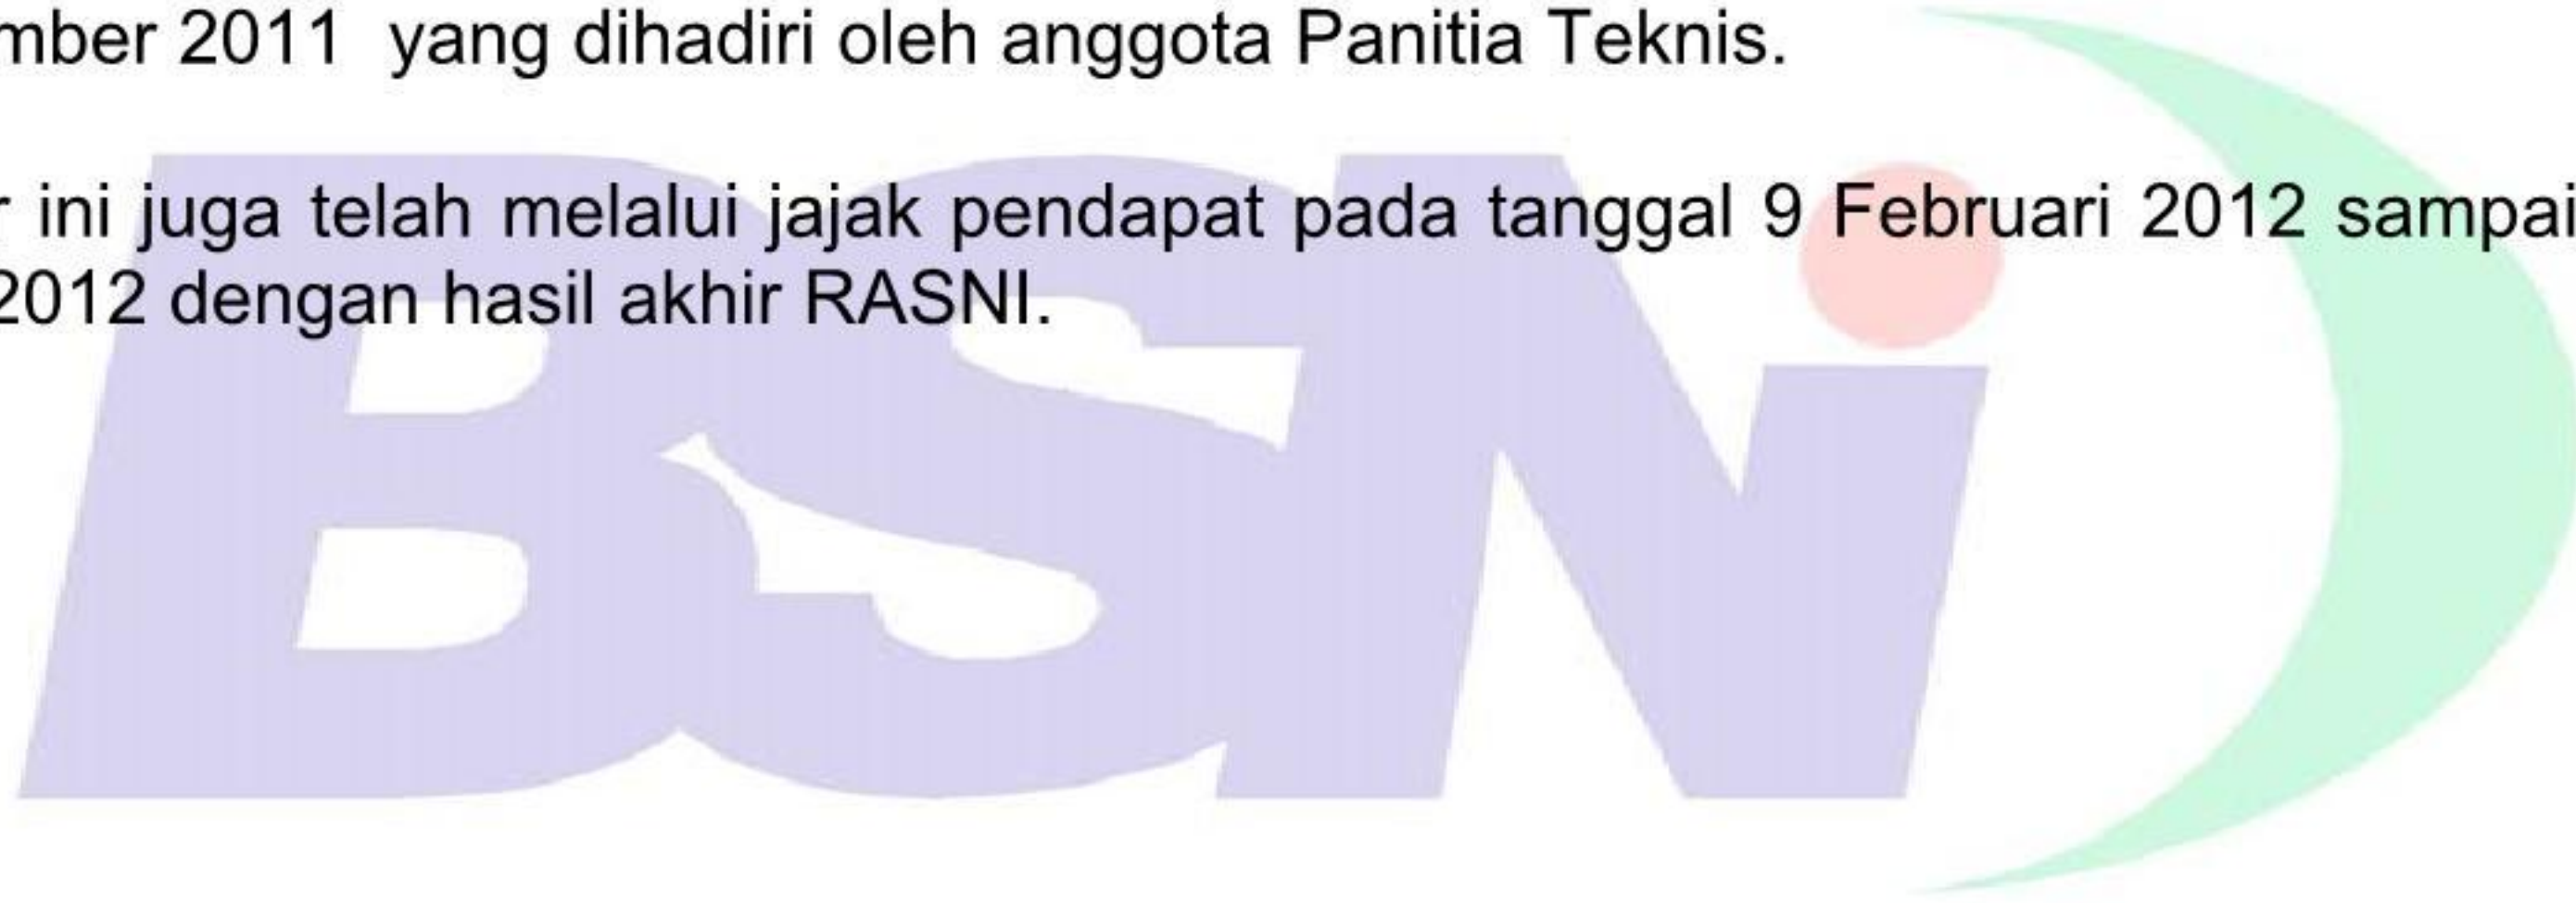 mber 2011 yang dihadiri oleh anggota Panitia Teknis.
r ini juga telah melalui jajak pendapat pada tanggal 9 Februari 2012 sampai
2012 dengan hasil akhir RASNI.
BSNi